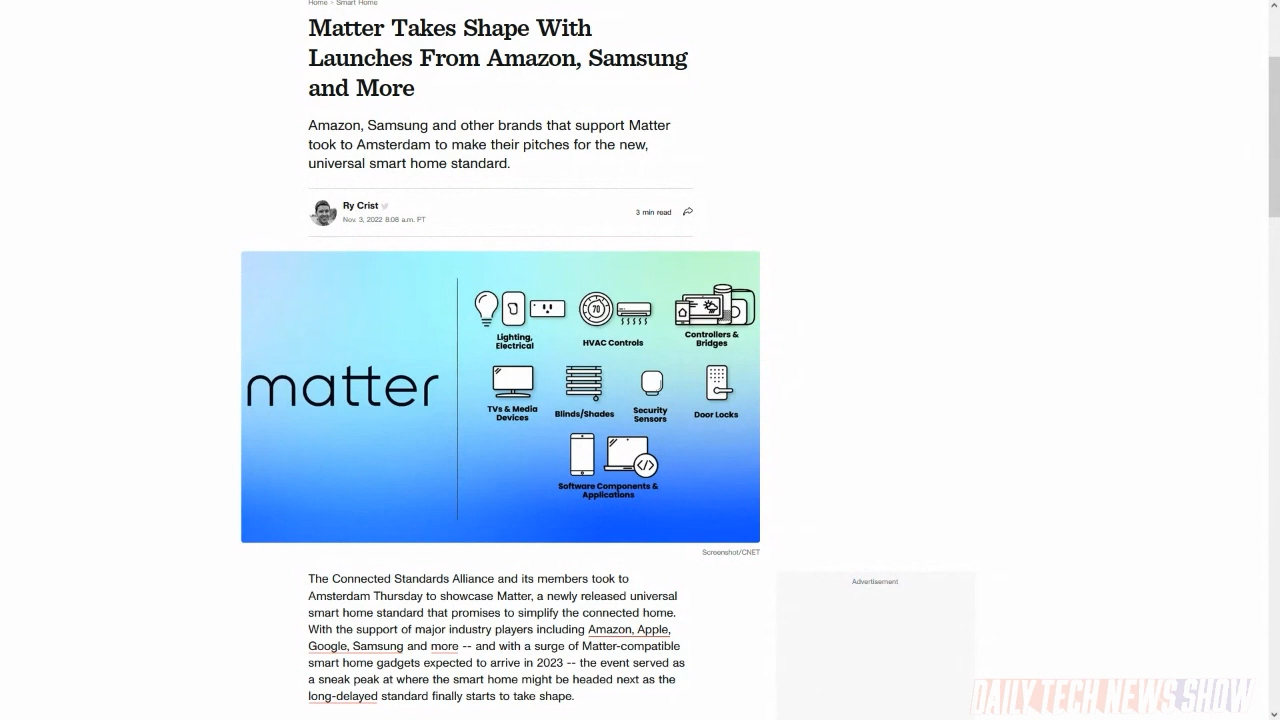 Home > Smart Home
Matter Takes Shape With
Launches From Amazon, Samsung
and More
Amazon, Samsung and other brands that support Matter
took to Amsterdam to make their pitches for the new,
universal smart home standard.
Ry Crist
Nov. 3, 2022 8:08 a.m. PT
3 min read
matter
Lighting,
Electrical
70
HVAC Controls
Controllers &
Bridges
TVs & Media
Devices
Blinds/Shades
Security
Sensors
Door Locks
</>
Software Components &
Applications
Screenshot/CNET
The Connected Standards Alliance and its members took to
Amsterdam Thursday to showcase Matter, a newly released universal
smart home standard that promises to simplify the connected home.
With the support of major industry players including Amazon, Apple,
Google, Samsung and more -- and with a surge of Matter-compatible
smart home gadgets expected to arrive in 2023 -- the event served as
a sneak peak at where the smart home might be headed next as the
long-delayed standard finally starts to take shape.
Advertisement
DAILY TECH NEWS SHOW